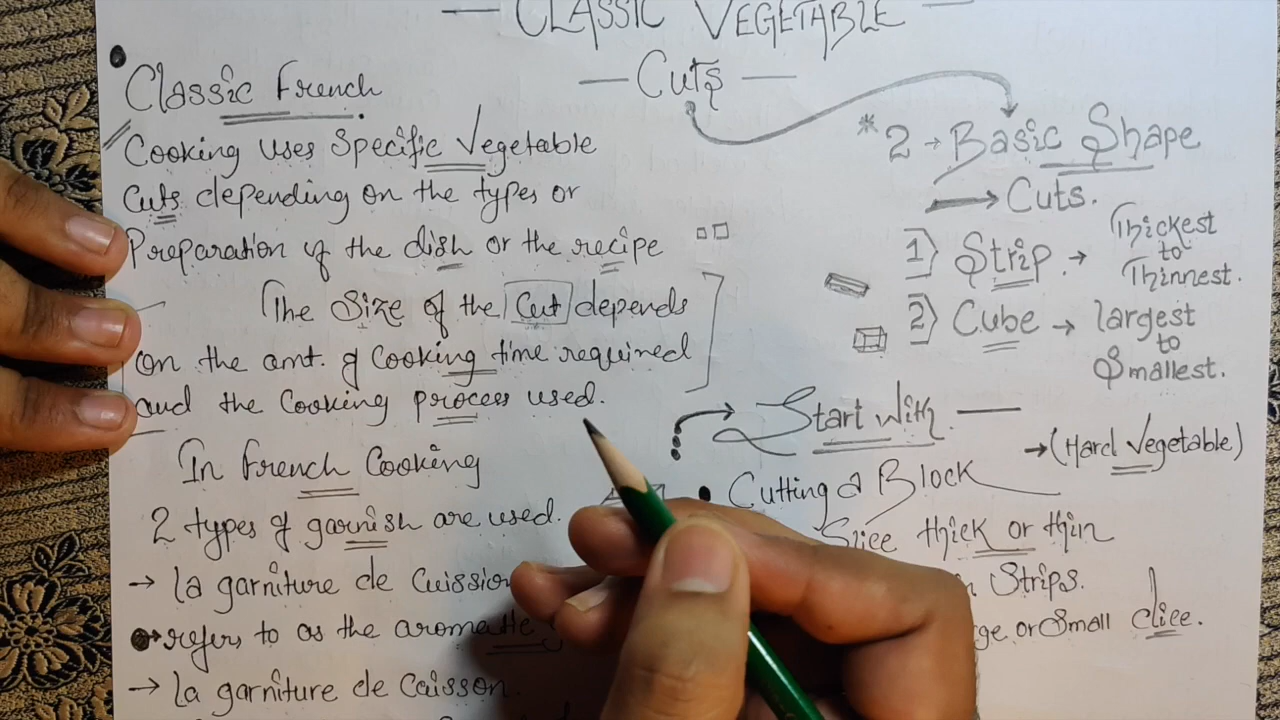 CLASSIC VEGETABLE
Cuts
Classic French
Cooking uses Specific Vegetable
Cuts depending on the types or
Preparation of the dish or the recipe
The Size of the Cut depends
on the amt. of Cooking time required
and the Cooking process used.
In French Cooking
2 types of garnish are used.
→ la garniture de Cuission
→ refers to as the aromatte
→ la garniture de Caisson.
* 2 → Basic Shape
→ Cuts.
1) Strip → Thickest to Thinnest.
2) Cube → largest to Smallest.
Start With
→ (Hard Vegetable)
• Cutting a Block
Slice thick or thin
Strips.
or Small dice.